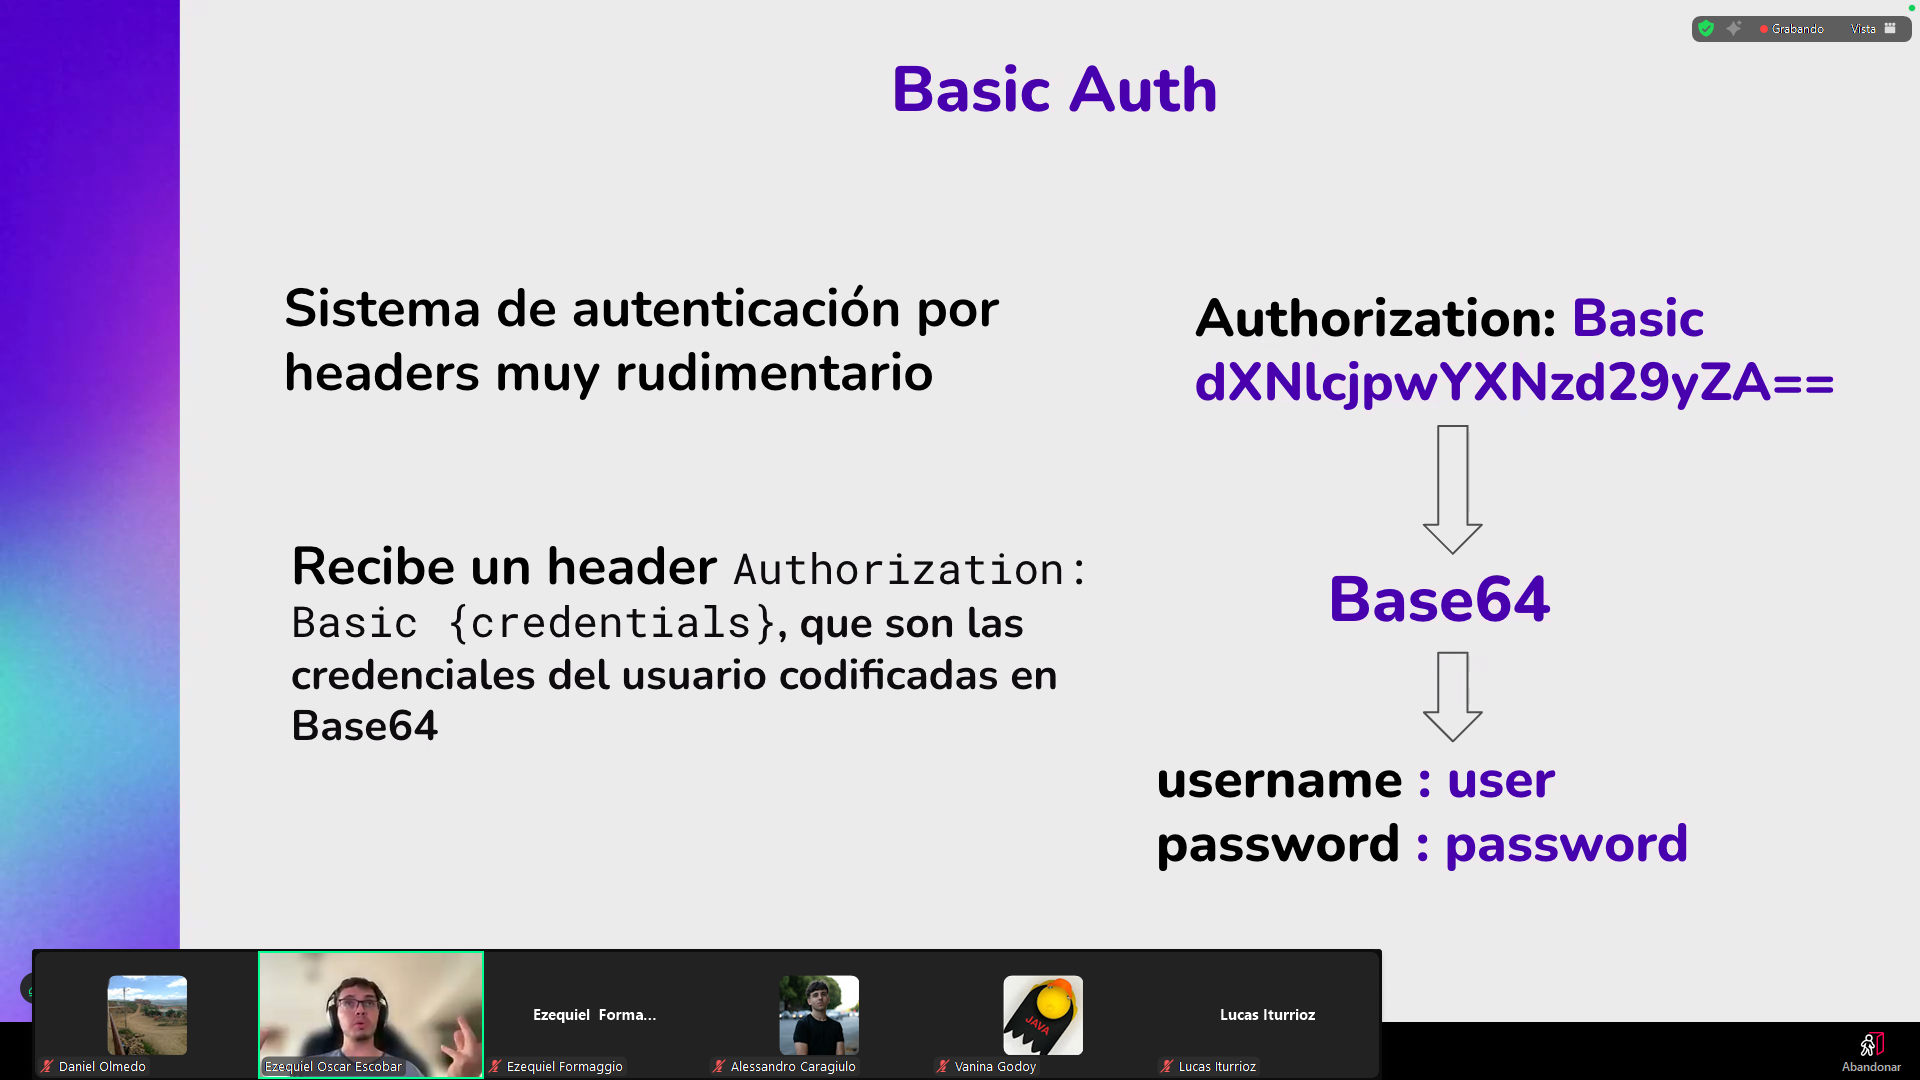 Grabando
Vista
Basic Auth
Sistema de autenticación por
headers muy rudimentario
Recibe un header Authorization:
Basic {credentials}, que son las
credenciales del usuario codificadas en
Base64
Authorization: Basic
dXNlcjpwYXNzd29yZA==
Base64
username : user
password : password
Daniel Olmedo
Ezequiel Oscar Escobar
Ezequiel Forma...
Ezequiel Formaggio
Alessandro Caragiulo
JAVA
Vanina Godoy
Lucas Iturrioz
Lucas Iturrioz
Abandonar